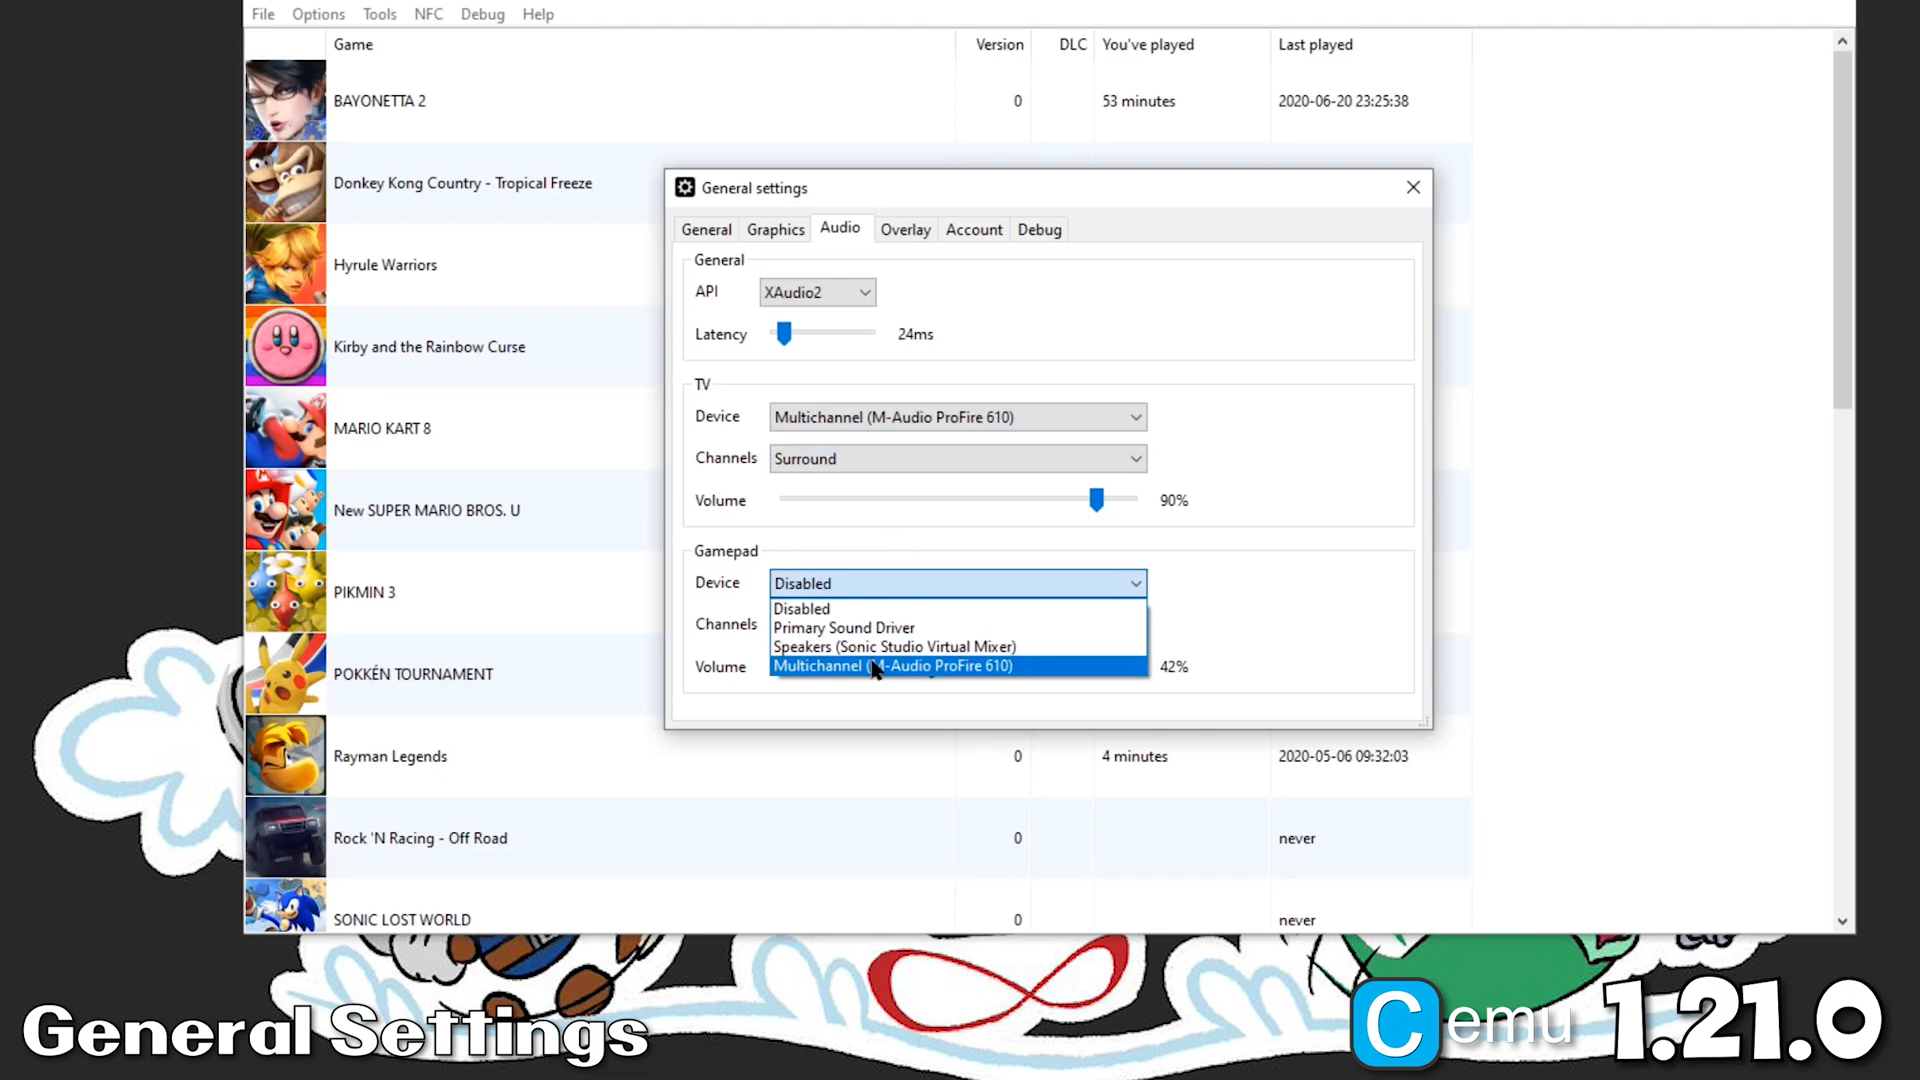 File Options Tools NFC Debug Help
Game Version DLC You've played Last played
BAYONETTA 2 0 53 minutes 2020-06-20 23:25:38
Donkey Kong Country - Tropical Freeze
Hyrule Warriors
Kirby and the Rainbow Curse
MARIO KART 8
New SUPER MARIO BROS. U
PIKMIN 3
POKKÉN TOURNAMENT
Rayman Legends 0 4 minutes 2020-05-06 09:32:03
Rock 'N Racing - Off Road 0 never
SONIC LOST WORLD 0 never
General settings
General Graphics Audio Overlay Account Debug
General
API XAudio2
Latency 24ms
TV
Device Multichannel (M-Audio ProFire 610)
Channels Surround
Volume 90%
Gamepad
Device Disabled
Disabled
Channels Primary Sound Driver
Speakers (Sonic Studio Virtual Mixer)
Volume Multichannel (M-Audio ProFire 610) 42%
General Settings
Cemu 1.21.0